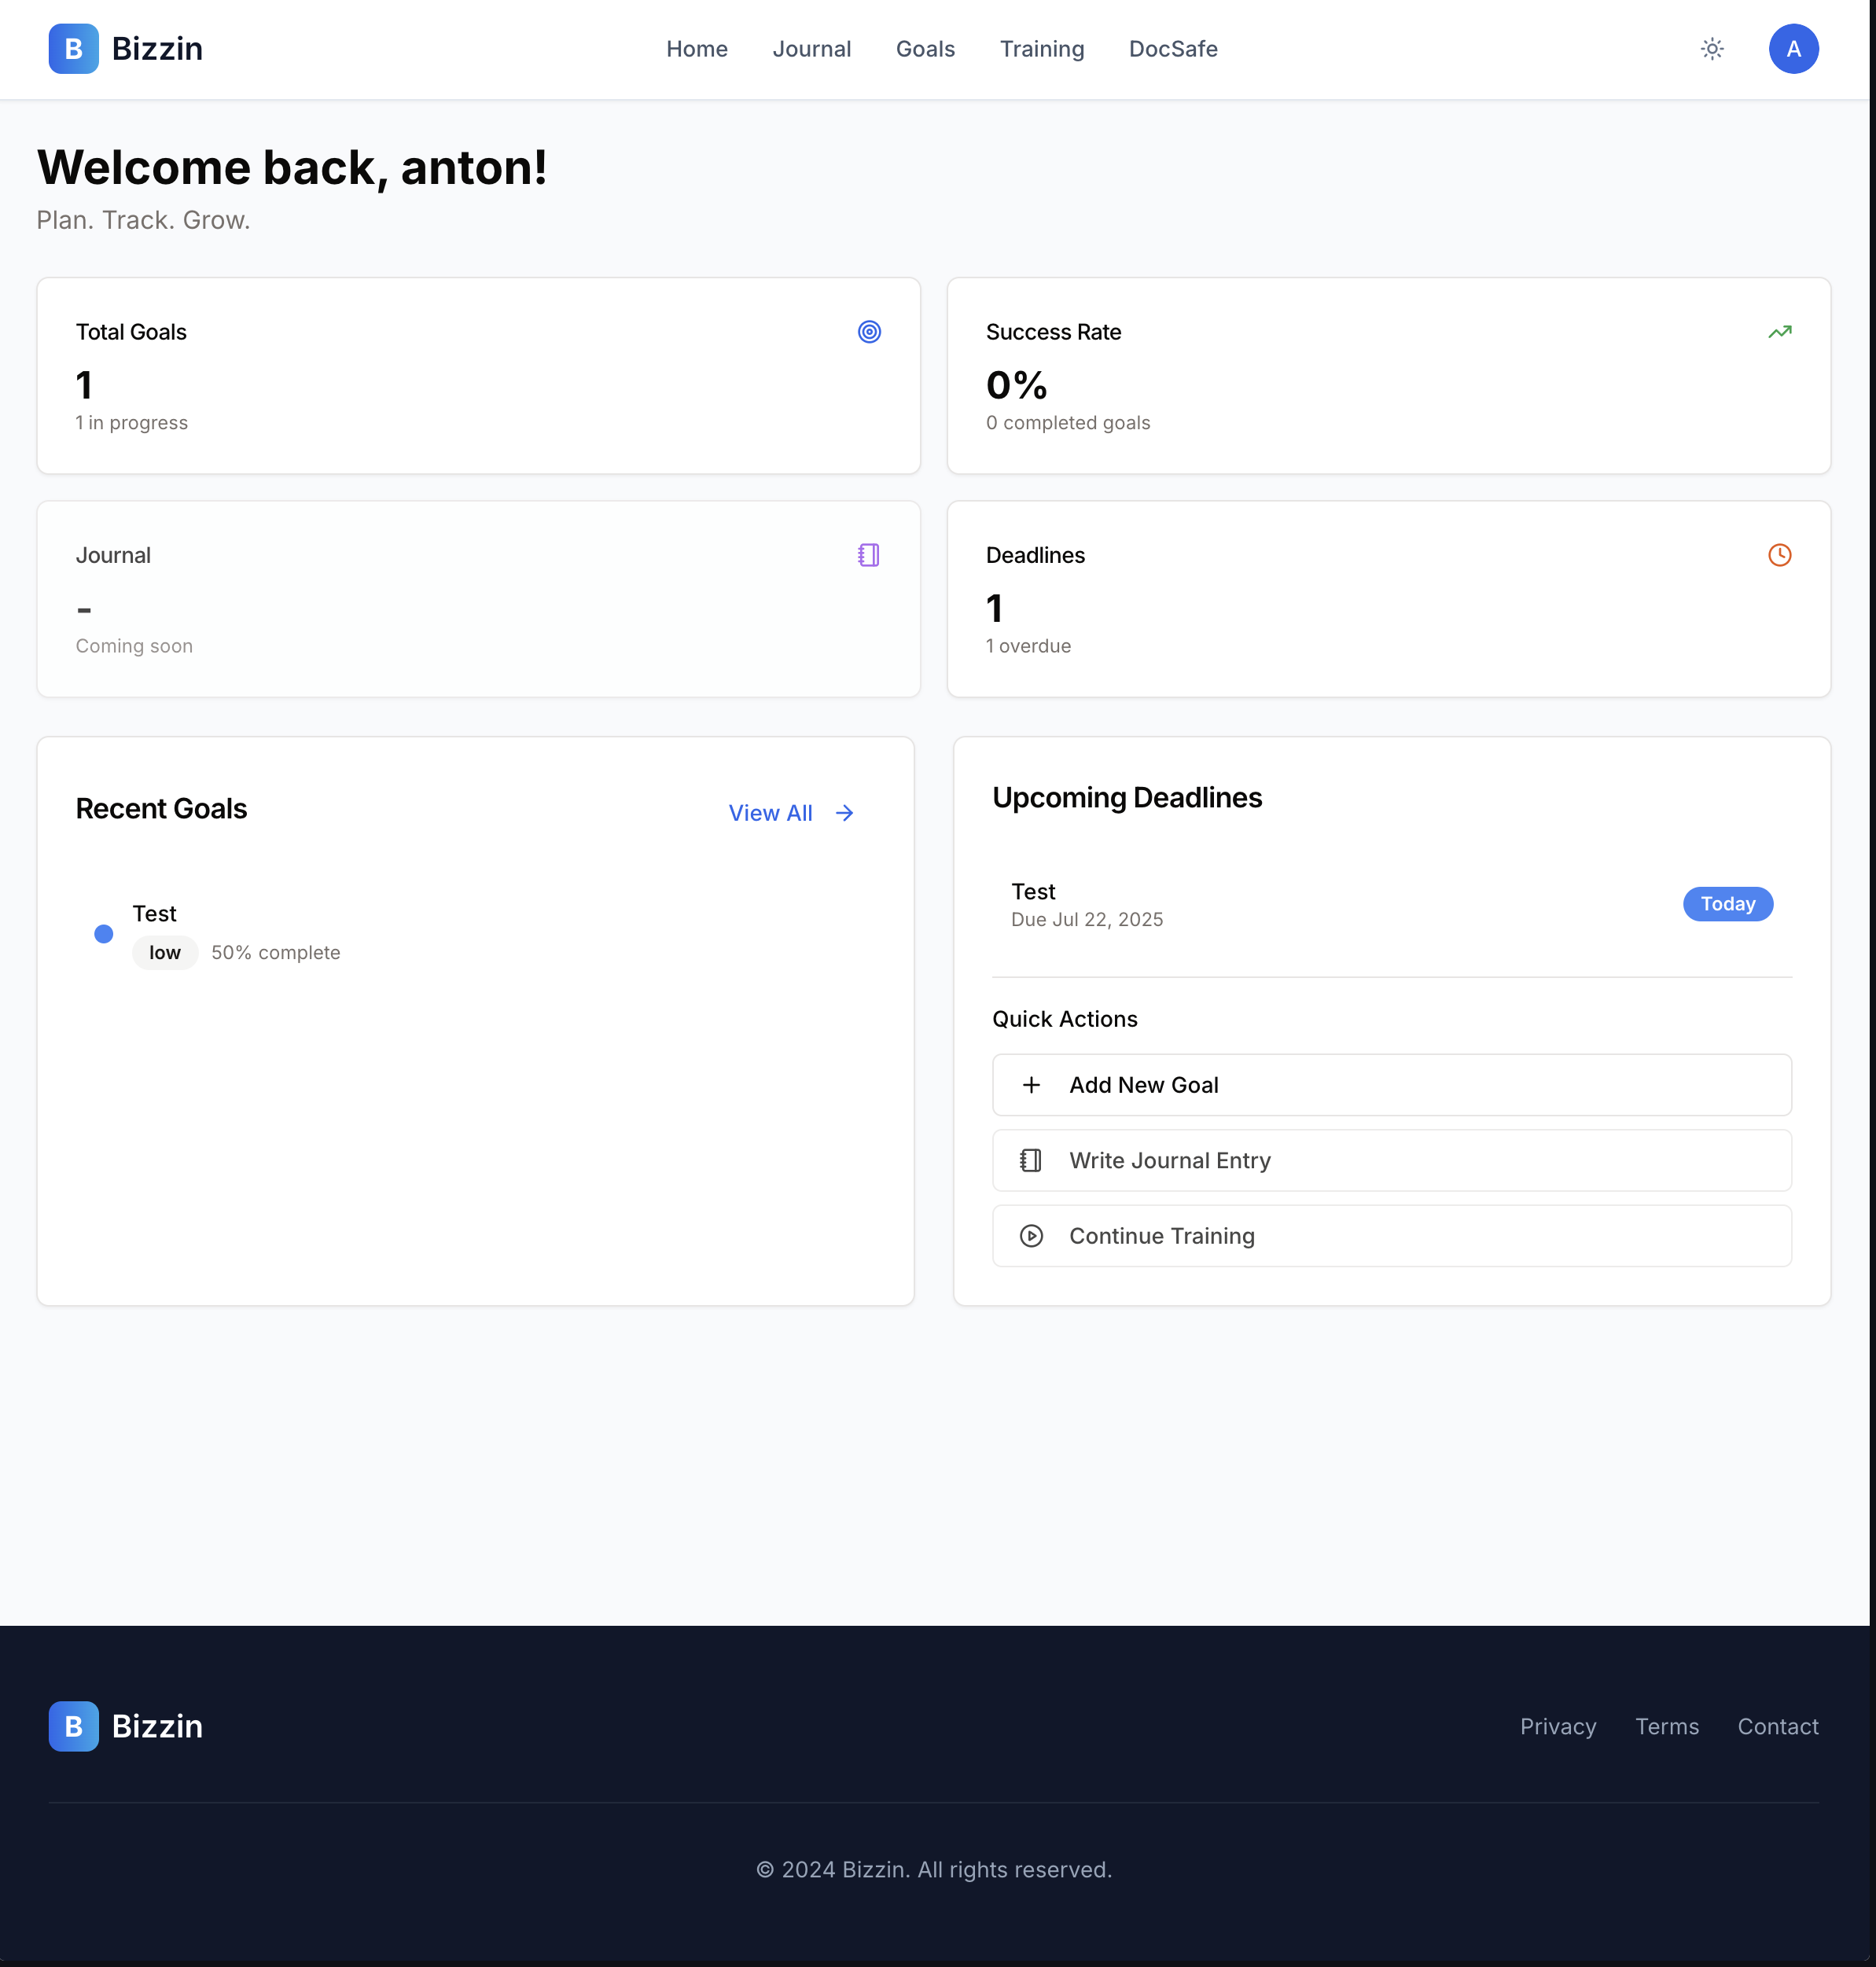 B Bizzin
Home Journal Goals Training DocSafe
A
Welcome back, anton!
Plan. Track. Grow.
Total Goals
1
1 in progress
Success Rate
0%
0 completed goals
Journal
-
Coming soon
Deadlines
1
1 overdue
Recent Goals
View All
Test
low 50% complete
Upcoming Deadlines
Test
Due Jul 22, 2025
Today
Quick Actions
Add New Goal
Write Journal Entry
Continue Training
B Bizzin
Privacy Terms Contact
© 2024 Bizzin. All rights reserved.